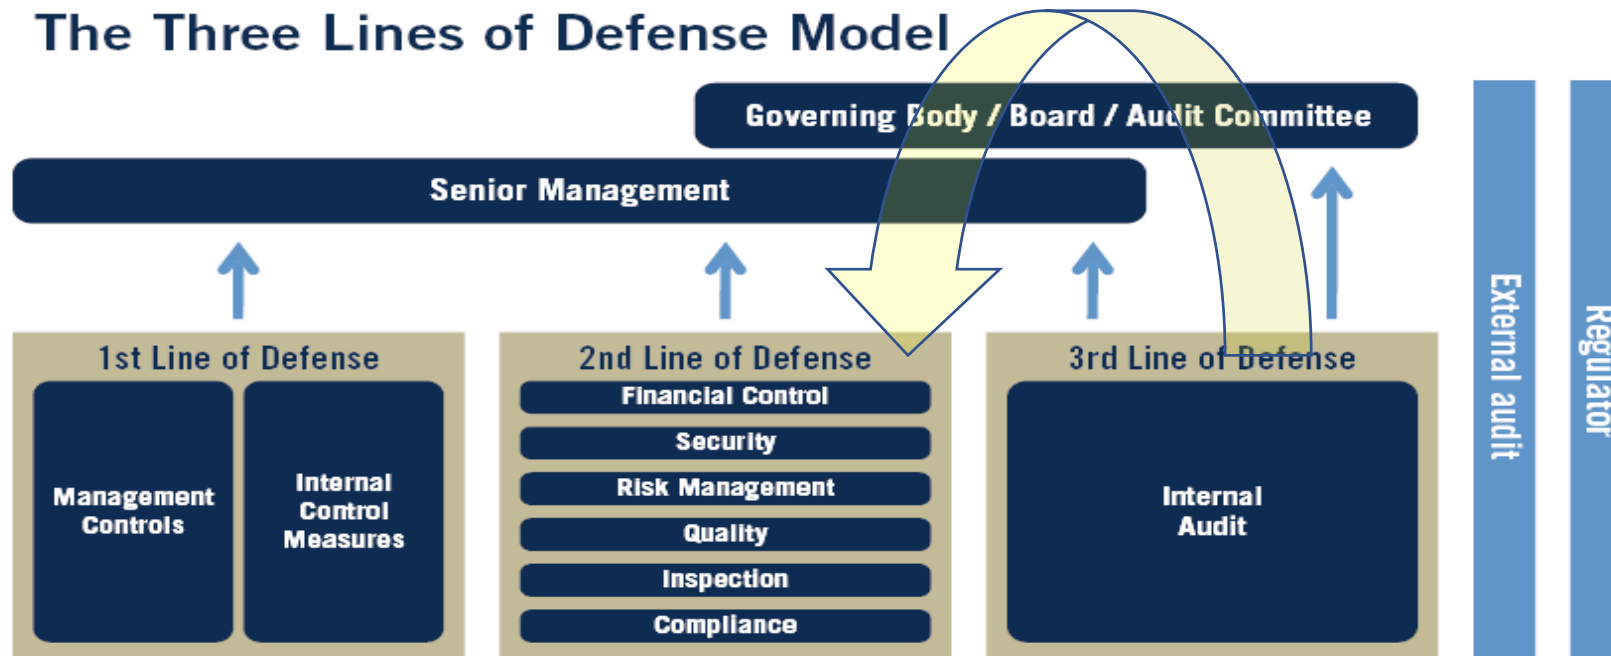 The Three Lines of Defense Model
Governing Body / Board / Audit Committee
Senior Management
1st Line of Defense
Management
Controls
Internal
Control
Measures
2nd Line of Defense
Financial Control
Security
Risk Management
Quality
Inspection
Compliance
3rd Line of Defense
Internal
Audit
External audit
Regulator